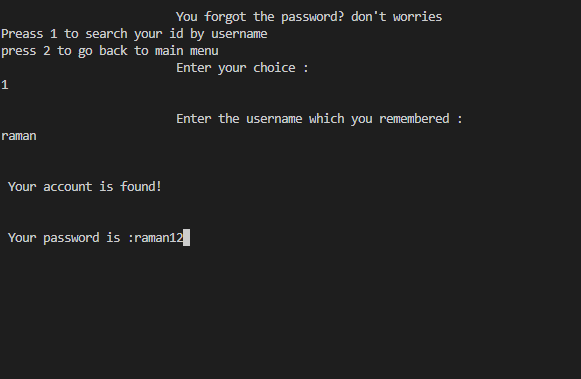 You forgot the password? don't worries
Preass 1 to search your id by username
press 2 to go back to main menu
Enter your choice :
1
Enter the username which you remembered :
raman
Your account is found!
Your password is :raman12